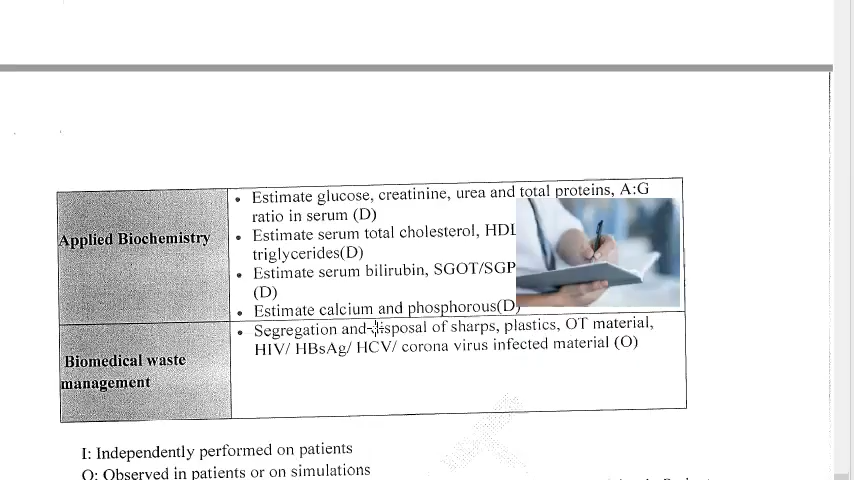 Applied Biochemistry
• Estimate glucose, creatinine, urea and total proteins, A:G
ratio in serum (D)
• Estimate serum total cholesterol, HDL
triglycerides(D)
• Estimate serum bilirubin, SGOT/SGP
(D)
• Estimate calcium and phosphorous(D)
Biomedical waste
management
• Segregation and disposal of sharps, plastics, OT material,
HIV/ HBsAg/ HCV/ corona virus infected material (O)
I: Independently performed on patients
O: Observed in patients or on simulations